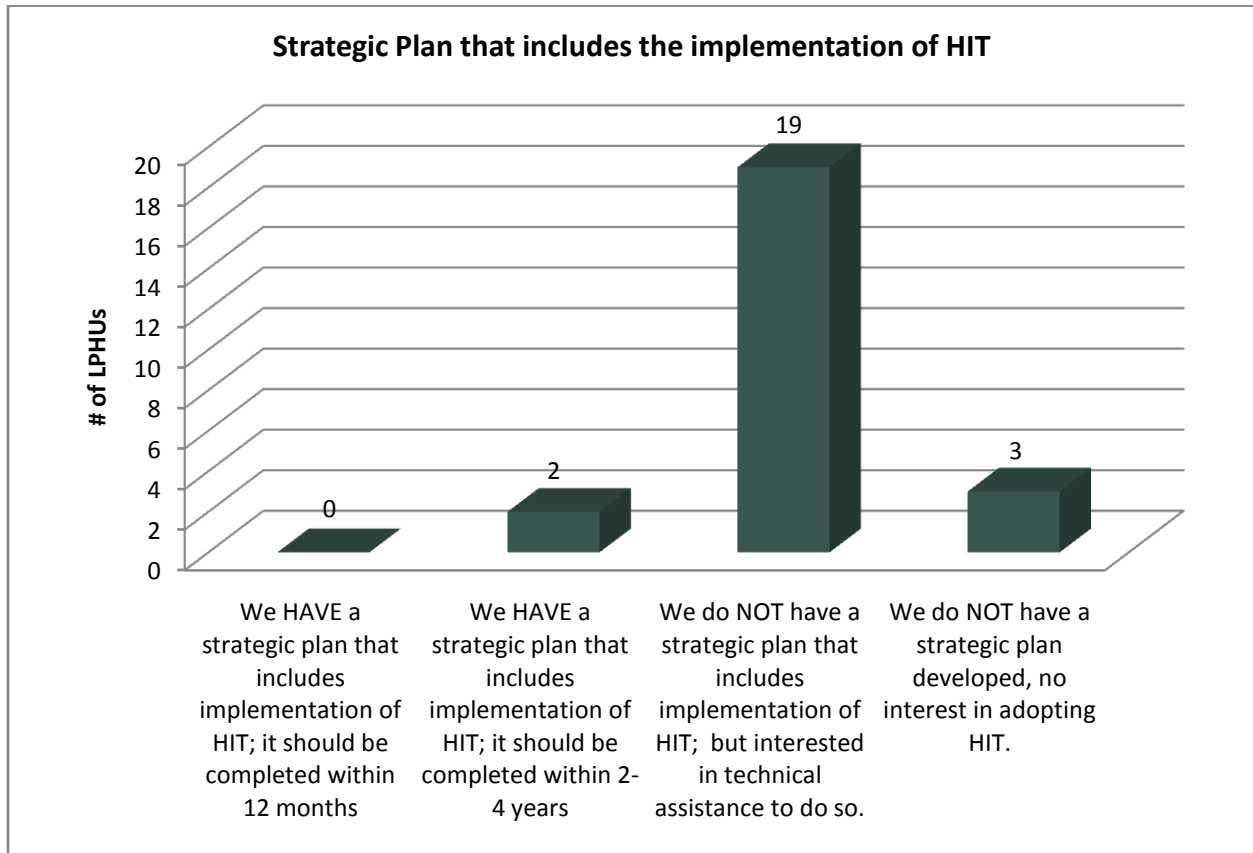 Strategic Plan that includes the implementation of HIT
# of LPHUs
20
18
16
14
12
10
8
6
4
2
0
0
2
19
3
We HAVE a
strategic plan that
includes
implementation of
HIT; it should be
completed within
12 months
We HAVE a
strategic plan that
includes
implementation of
HIT; it should be
completed within 2-
4 years
We do NOT have a
strategic plan that
includes
implementation of
HIT;  but interested
in technical
assistance to do so.
We do NOT have a
strategic plan
developed, no
interest in adopting
HIT.